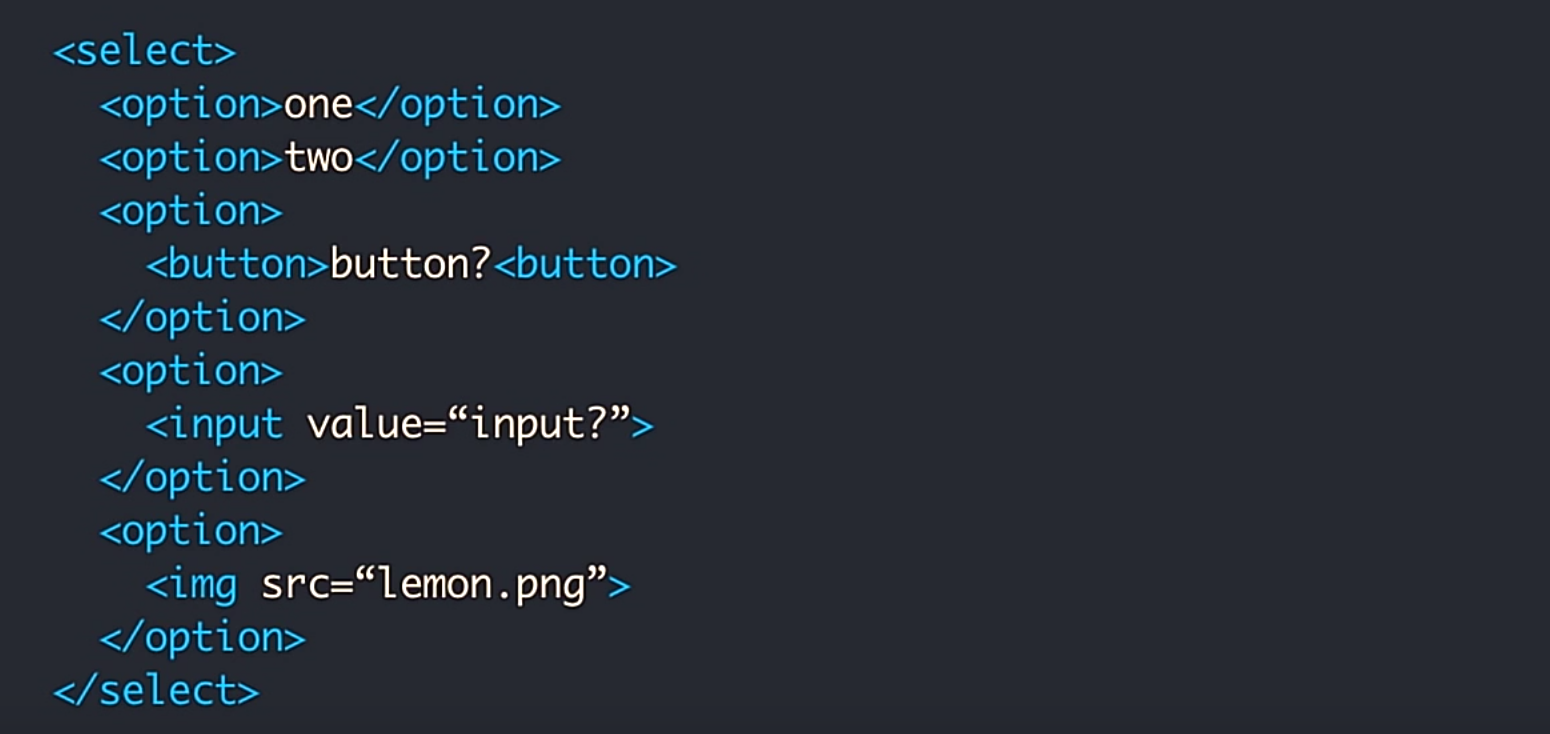 <select>
  <option>one</option>
  <option>two</option>
  <option>
    <button>button?<button>
  </option>
  <option>
    <input value=“input?”>
  </option>
  <option>
    <img src=“lemon.png”>
  </option>
</select>